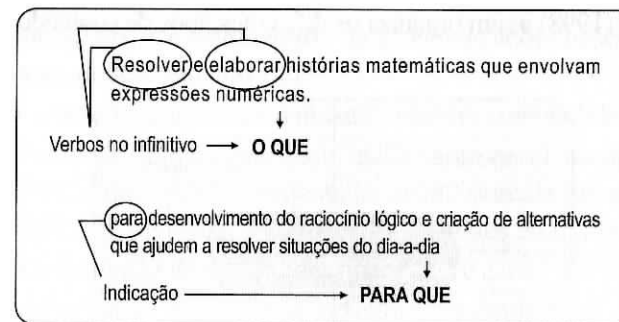 Resolver e elaborar histórias matemáticas que envolvam
expressões numéricas.
Verbos no infinitivo → O QUE
para desenvolvimento do raciocínio lógico e criação de alternativas
que ajudem a resolver situações do dia-a-dia
Indicação → PARA QUE